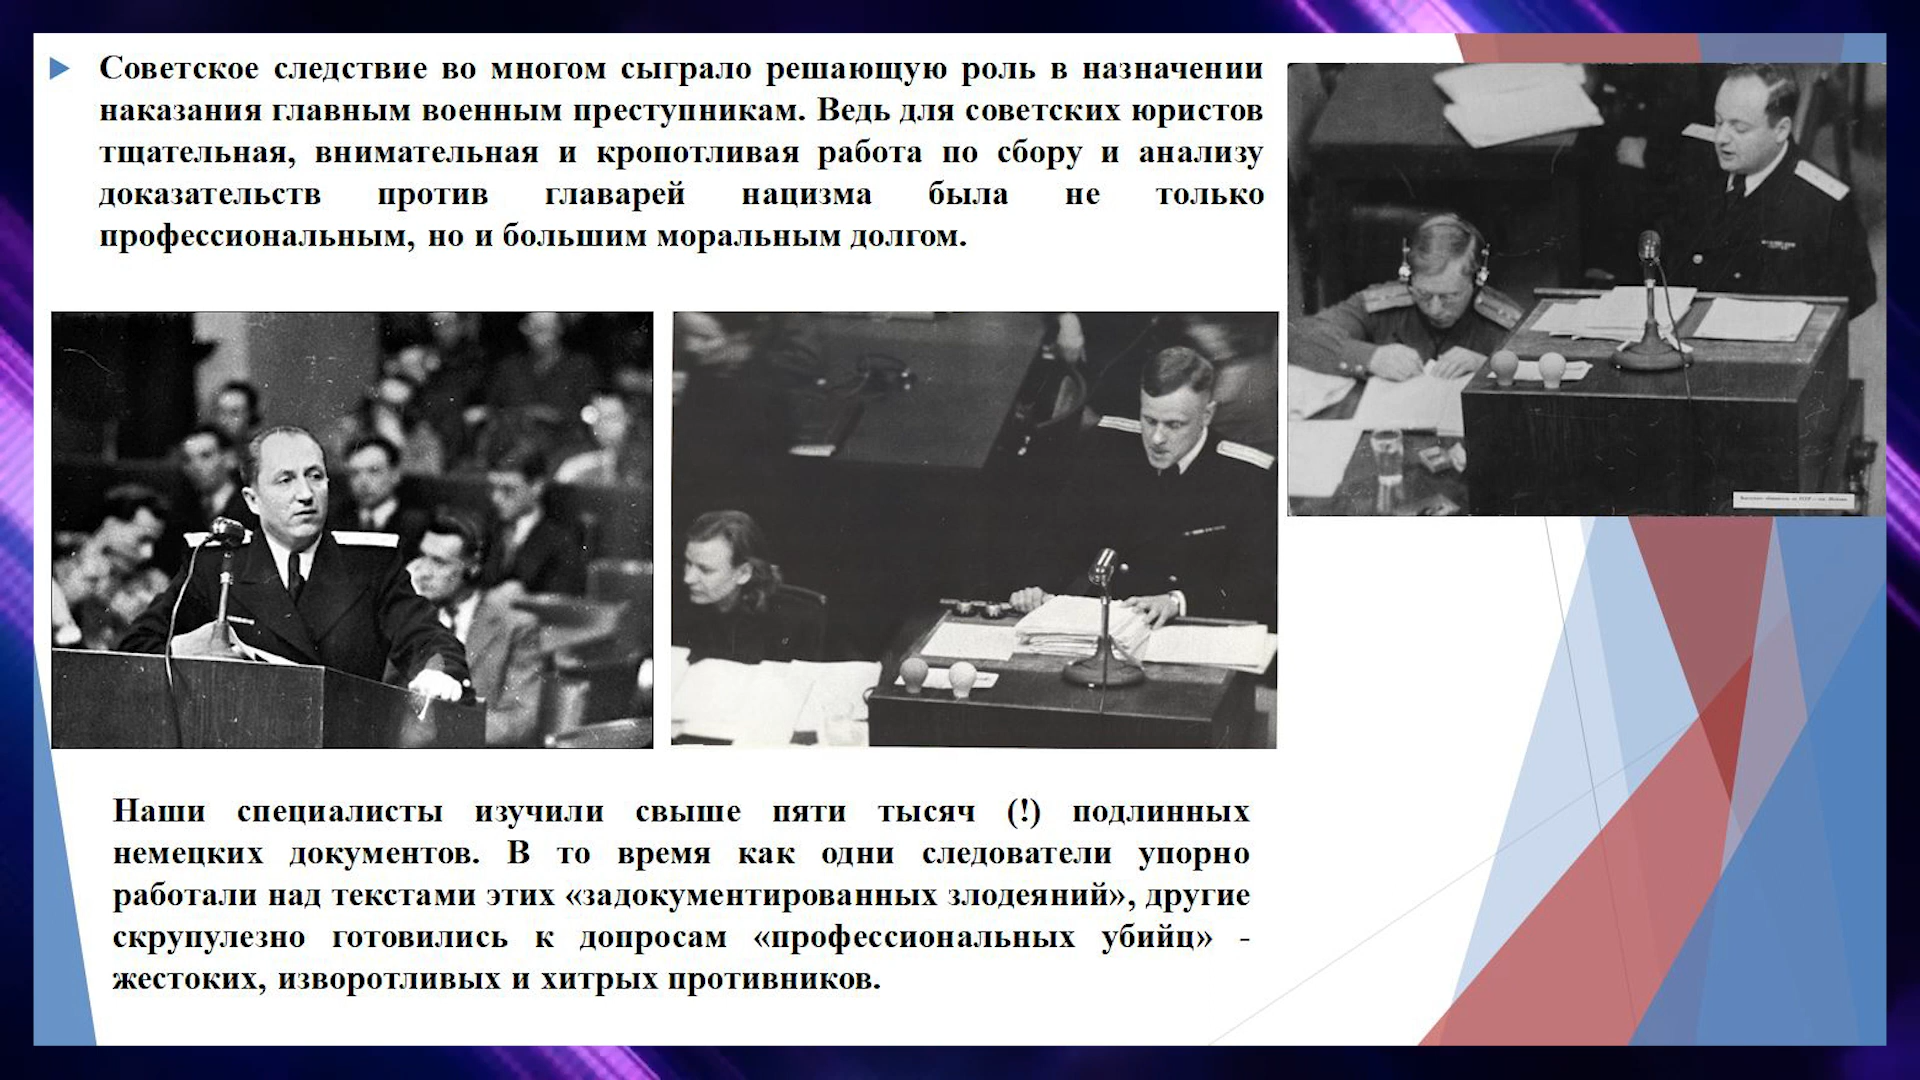 Советское следствие во многом сыграло решающую роль в назначении
наказания главным военным преступникам. Ведь для советских юристов
тщательная, внимательная и кропотливая работа по сбору и анализу
доказательств против главарей нацизма была не только
профессиональным, но и большим моральным долгом.
Наши специалисты изучили свыше пяти тысяч (!) подлинных
немецких документов. В то время как одни следователи упорно
работали над текстами этих «задокументированных злодеяний», другие
скрупулезно готовились к допросам «профессиональных убийц» -
жестоких, изворотливых и хитрых противников.